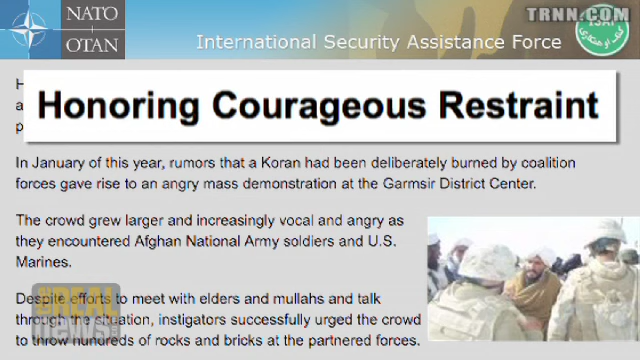 NATO
OTAN
TRNN.COM
International Security Assistance Force
ISAF
Honoring Courageous Restraint
In January of this year, rumors that a Koran had been deliberately burned by coalition
forces gave rise to an angry mass demonstration at the Garmsir District Center.
The crowd grew larger and increasingly vocal and angry as
they encountered Afghan National Army soldiers and U.S.
Marines.
Despite efforts to meet with elders and mullahs and talk
through the situation, instigators successfully urged the crowd
to throw hundreds of rocks and bricks at the partnered forces.
THE REAL
NEWS